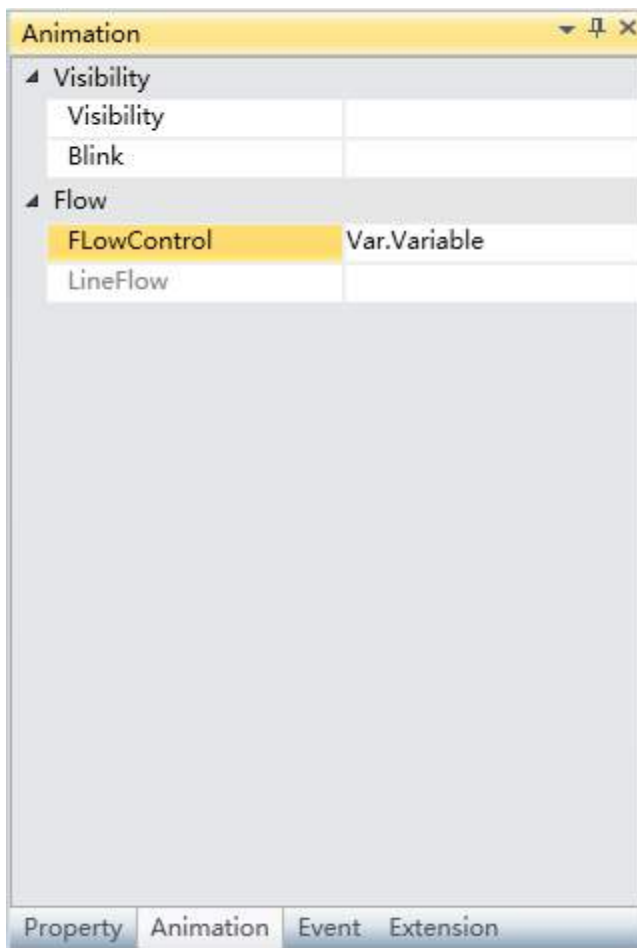 Animation
Visibility
Visibility
Blink
Flow
FLowControl Var.Variable
LineFlow
Property Animation Event Extension